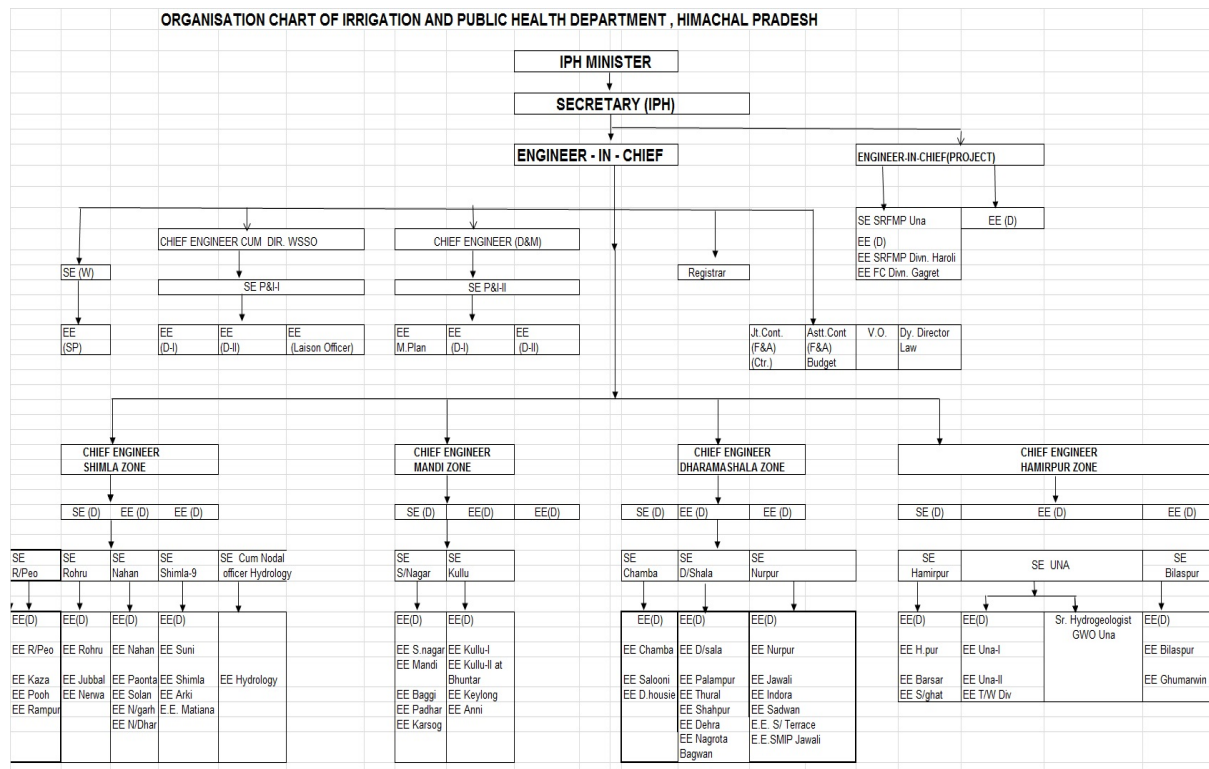 ORGANISATION CHART OF IRRIGATION AND PUBLIC HEALTH DEPARTMENT , HIMACHAL PRADESH
IPH MINISTER
SECRETARY (IPH)
ENGINEER - IN - CHIEF
ENGINEER-IN-CHIEF(PROJECT)
SE SRFMP Una
EE (D)
EE SRFMP Divn. Haroli
EE FC Divn. Gagret
EE (D)
CHIEF ENGINEER CUM DIR. WSSO
CHIEF ENGINEER (D&M)
SE (W)
Registrar
SE P&I-I
SE P&I-II
EE
(SP)
EE
(D-I)
EE
(D-II)
EE
(Laison Officer)
EE
M.Plan
EE
(D-I)
EE
(D-II)
Jt.Cont.
(F&A)
(Ctr.)
Astt.Cont
(F&A)
Budget
V.O.
Dy. Director
Law
CHIEF ENGINEER
SHIMLA ZONE
CHIEF ENGINEER
MANDI ZONE
CHIEF ENGINEER
DHARAMASHALA ZONE
CHIEF ENGINEER
HAMIRPUR ZONE
SE (D) EE (D) EE (D)
SE (D) EE(D) EE(D)
SE (D) EE (D) EE (D)
SE (D) EE (D) EE (D)
SE
R/Peo
SE
Rohru
SE
Nahan
SE
Shimla-9
SE Cum Nodal
officer Hydrology
SE
S/Nagar
SE
Kullu
SE
Chamba
SE
D/Shala
SE
Nurpur
SE
Hamirpur
SE UNA
SE
Bilaspur
EE(D)
EE R/Peo
EE Kaza
EE Pooh
EE Rampur
EE(D)
EE Rohru
EE Jubbal
EE Nerwa
EE(D)
EE Nahan
EE Paonta
EE Solan
EE N/garh
EE N/Dhar
EE(D)
EE Suni
EE Shimla
EE Arki
E.E. Matiana
EE Hydrology
EE(D)
EE S.nagar
EE Mandi
EE Baggi
EE Padhar
EE Karsog
EE(D)
EE Kullu-I
EE Kullu-II at
Bhuntar
EE Keylong
EE Anni
EE(D)
EE Chamba
EE Salooni
EE D.housie
EE(D)
EE D/sala
EE Palampur
EE Thural
EE Shahpur
EE Dehra
EE Nagrota
Bagwan
EE(D)
EE Nurpur
EE Jawali
EE Indora
EE Sadwan
E.E. S/ Terrace
E.E.SMIP Jawali
EE(D)
EE H.pur
EE Barsar
EE S/ghat
EE(D)
EE Una-I
EE Una-II
EE T/W Div
Sr. Hydrogeologist
GWO Una
EE(D)
EE Bilaspur
EE Ghumarwin